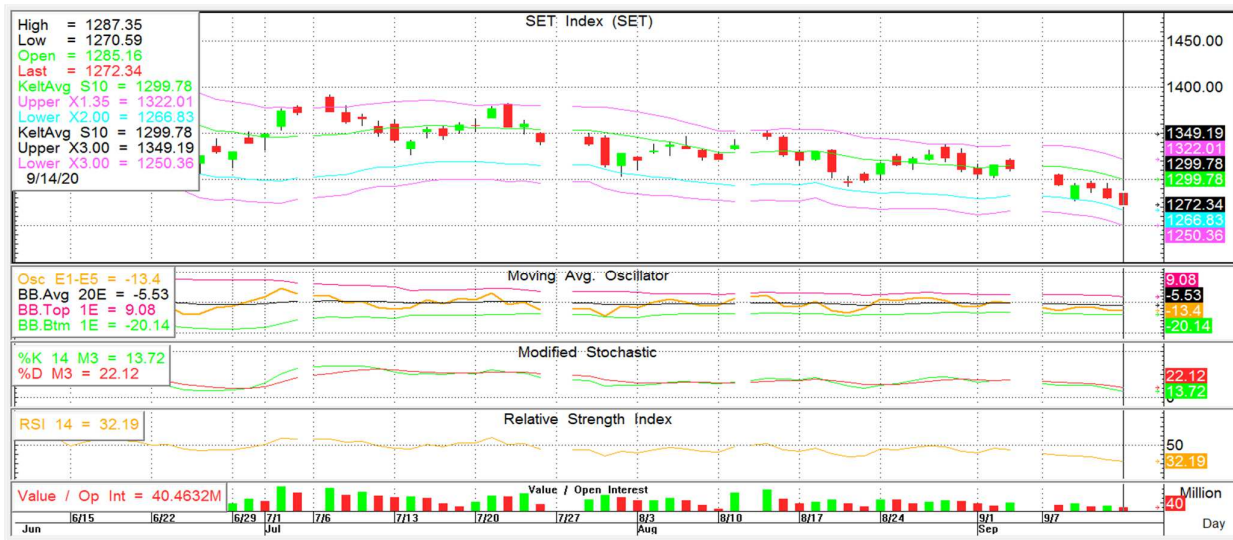 SET Index (SET)
High = 1287.35
Low = 1270.59
Open = 1285.16
Last = 1272.34
KeltAvg S10 = 1299.78
Upper X1.35 = 1322.01
Lower X2.00 = 1266.83
KeltAvg S10 = 1299.78
Upper X3.00 = 1349.19
Lower X3.00 = 1250.36
9/14/20
1450.00
1400.00
1349.19
1322.01
1299.78
1299.78
1272.34
1266.83
1250.36
Moving Avg. Oscillator
Osc E1-E5 = -13.4
BB.Avg 20E = -5.53
BB.Top 1E = 9.08
BB.Btm 1E = -20.14
9.08
-5.53
-13.4
-20.14
Modified Stochastic
%K 14 M3 = 13.72
%D M3 = 22.12
22.12
13.72
0
Relative Strength Index
RSI 14 = 32.19
50
32.19
Value / Open Interest
Value / Op Int = 40.4632M
Million
40
6/15 6/22 6/29 7/1 7/6 7/13 7/20 7/27 8/3 8/10 8/17 8/24 9/1 9/7
Jun Jul Aug Sep Day